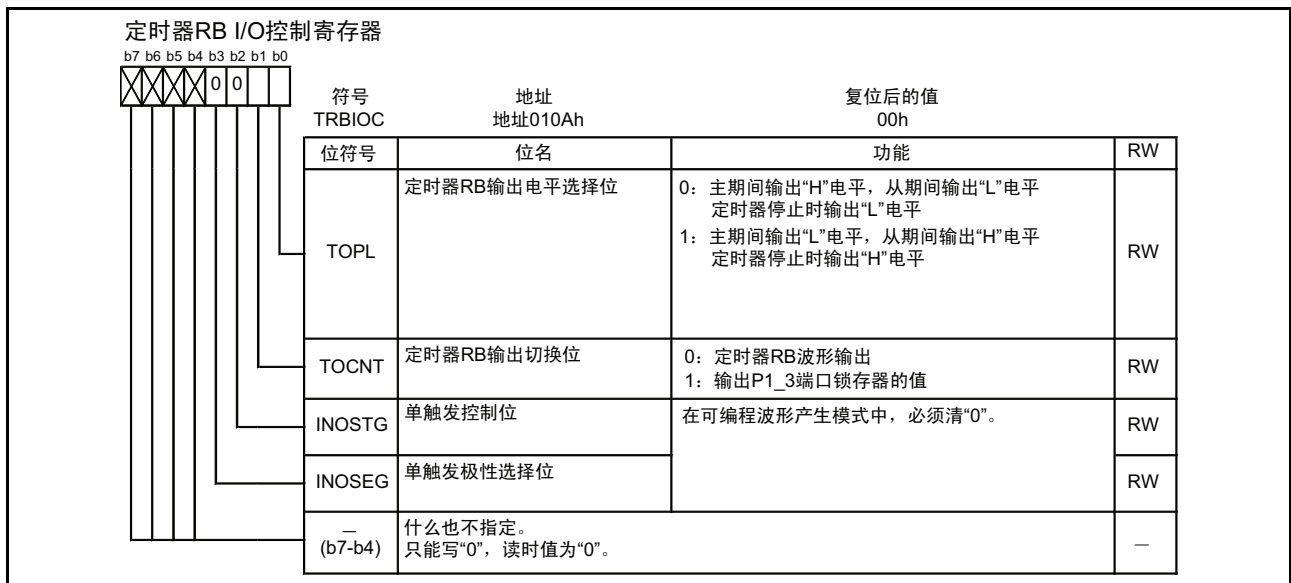 定时器RB I/O控制寄存器
b7 b6 b5 b4 b3 b2 b1 b0
0 0
符号 地址 复位后的值
TRBIOC 地址010Ah 00h
位符号 位名 功能 RW
TOPL 定时器RB输出电平选择位 0：主期间输出“H”电平，从期间输出“L”电平 RW
定时器停止时输出“L”电平
1：主期间输出“L”电平，从期间输出“H”电平
定时器停止时输出“H”电平
TOCNT 定时器RB输出切换位 0：定时器RB波形输出 RW
1：输出P1_3端口锁存器的值
INOSTG 单触发控制位 在可编程波形产生模式中，必须清“0”。 RW
INOSEG 单触发极性选择位 RW
— 什么也不指定。 —
(b7-b4) 只能写“0”，读时值为“0”。